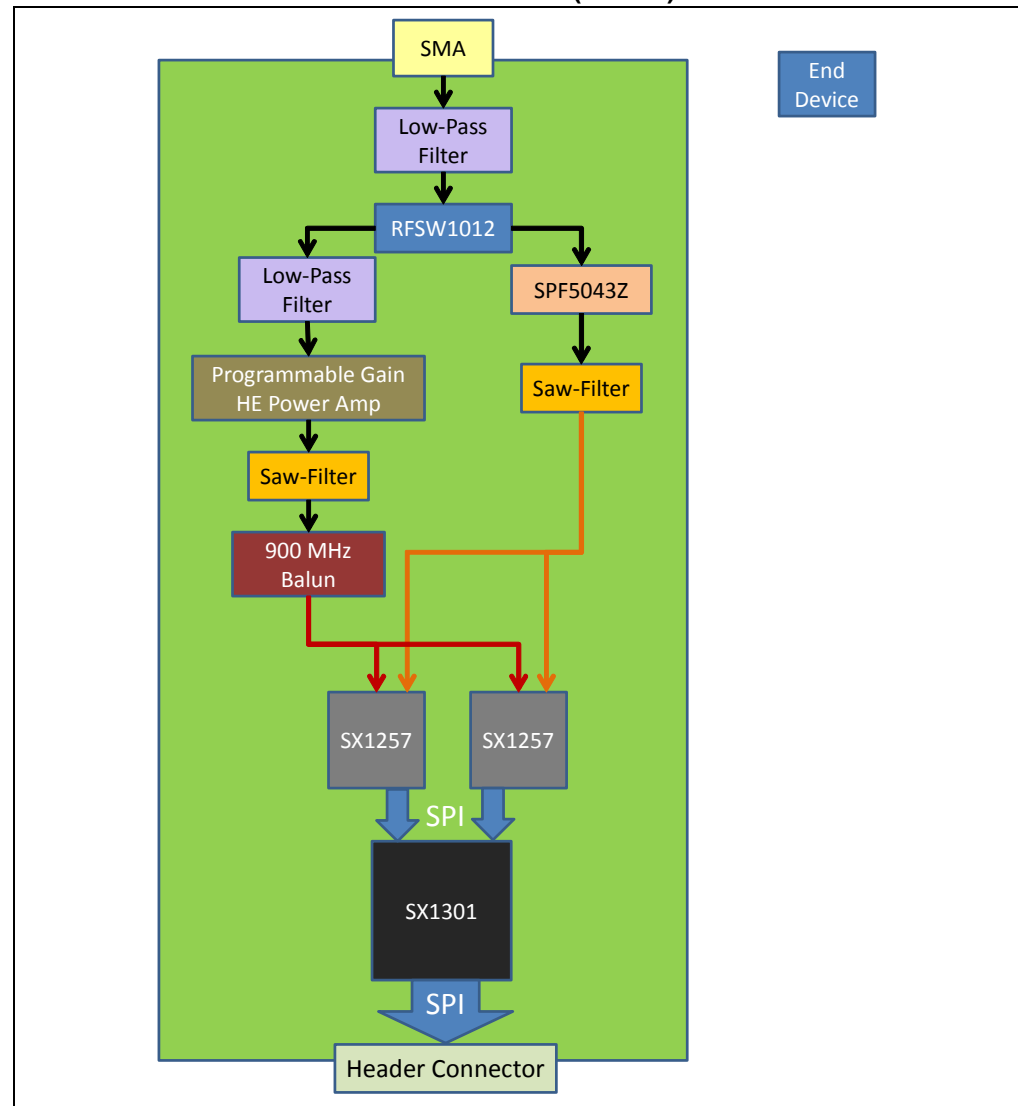 SMA
End
Device
Low-Pass
Filter
RFSW1012
Low-Pass
Filter
SPF5043Z
Programmable Gain
HE Power Amp
Saw-Filter
Saw-Filter
900 MHz
Balun
SX1257
SX1257
SPI
SX1301
SPI
Header Connector